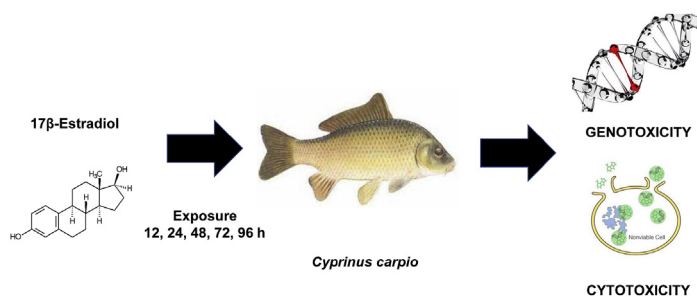 17β-Estradiol
OH
H₃C
H
H
H
H
HO
Exposure
12, 24, 48, 72, 96 h
Cyprinus carpio
GENOTOXICITY
Nonviable Cell
CYTOTOXICITY